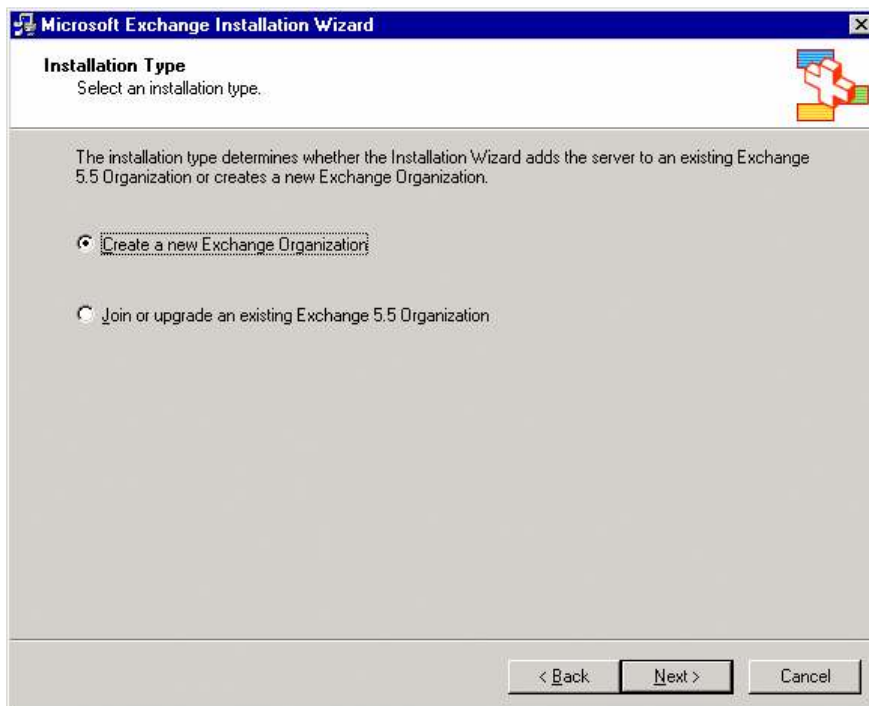 Microsoft Exchange Installation Wizard
Installation Type
Select an installation type.
The installation type determines whether the Installation Wizard adds the server to an existing Exchange
5.5 Organization or creates a new Exchange Organization.
Create a new Exchange Organization
Join or upgrade an existing Exchange 5.5 Organization
< Back
Next >
Cancel